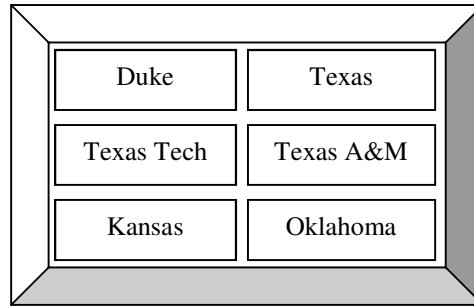 Duke
Texas
Texas Tech
Texas A&M
Kansas
Oklahoma